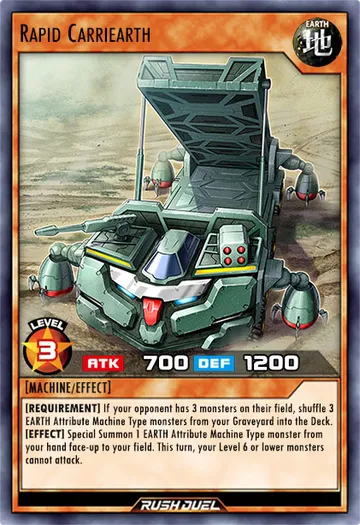 RAPID CARRIEARTH
EARTH
地
LEVEL
3
ATK 700 DEF 1200
[MACHINE/EFFECT]
[REQUIREMENT] If your opponent has 3 monsters on their field, shuffle 3
EARTH Attribute Machine Type monsters from your Graveyard into the Deck.
[EFFECT] Special Summon 1 EARTH Attribute Machine Type monster from
your hand face-up to your field. This turn, your Level 6 or lower monsters
cannot attack.
RUSH DUEL